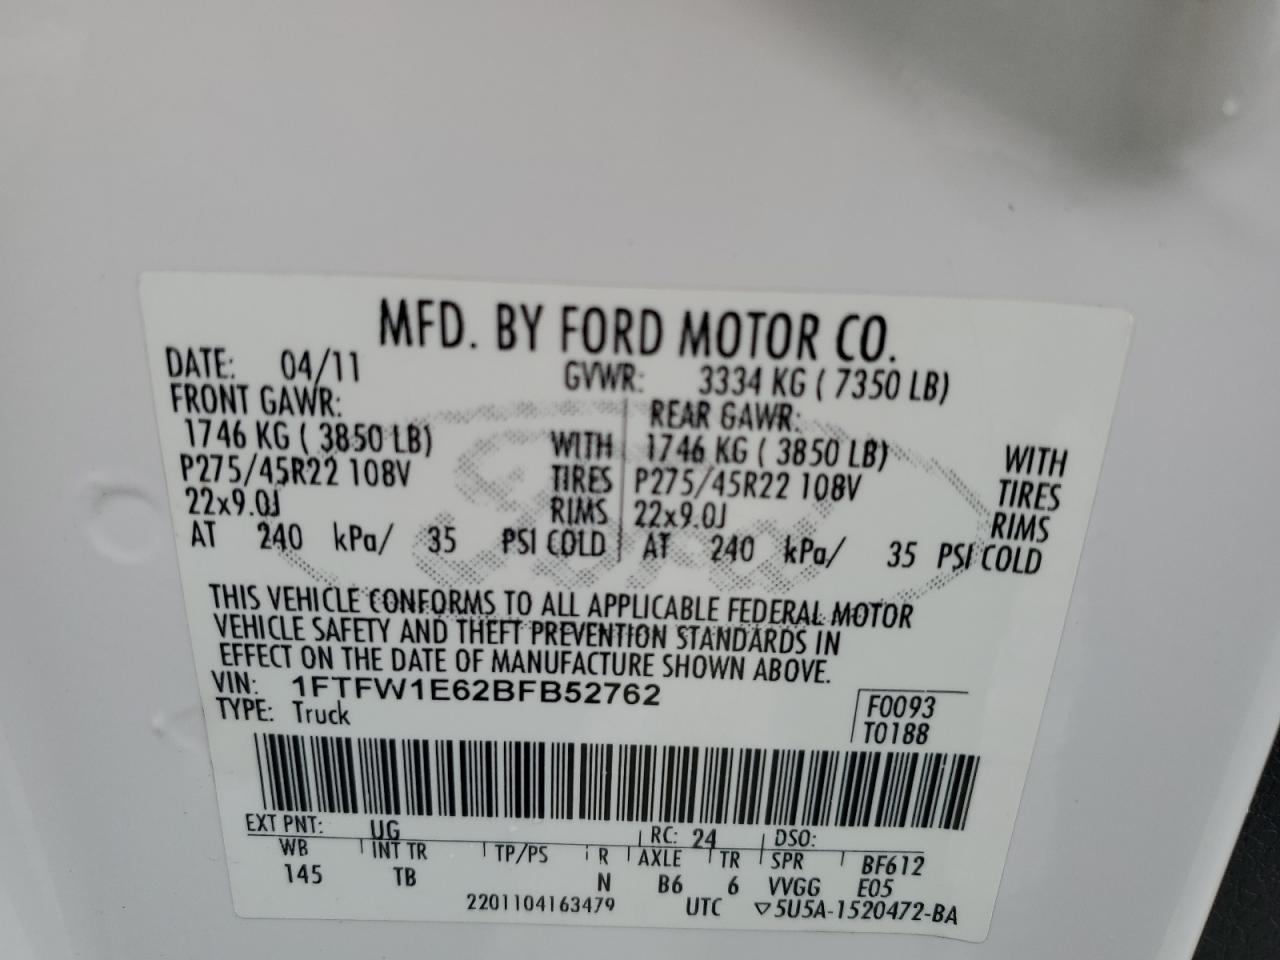 MFD. BY FORD MOTOR CO.
DATE: 04/11 GVWR: 3334 KG ( 7350 LB)
FRONT GAWR: REAR GAWR:
1746 KG ( 3850 LB) WITH 1746 KG ( 3850 LB) WITH
P275/45R22 108V TIRES P275/45R22 108V TIRES
22x9.0J RIMS 22x9.0J RIMS
AT 240 kPa/ 35 PSI COLD AT 240 kPa/ 35 PSI COLD
THIS VEHICLE CONFORMS TO ALL APPLICABLE FEDERAL MOTOR
VEHICLE SAFETY AND THEFT PREVENTION STANDARDS IN
EFFECT ON THE DATE OF MANUFACTURE SHOWN ABOVE.
VIN: 1FTFW1E62BFB52762
TYPE: Truck
F0093
T0188
EXT PNT: UG RC: 24 DSO:
WB INT TR TP/PS R AXLE TR SPR BF612
145 TB N B6 6 VVGG E05
2201104163479 UTC ▽5U5A-1520472-BA